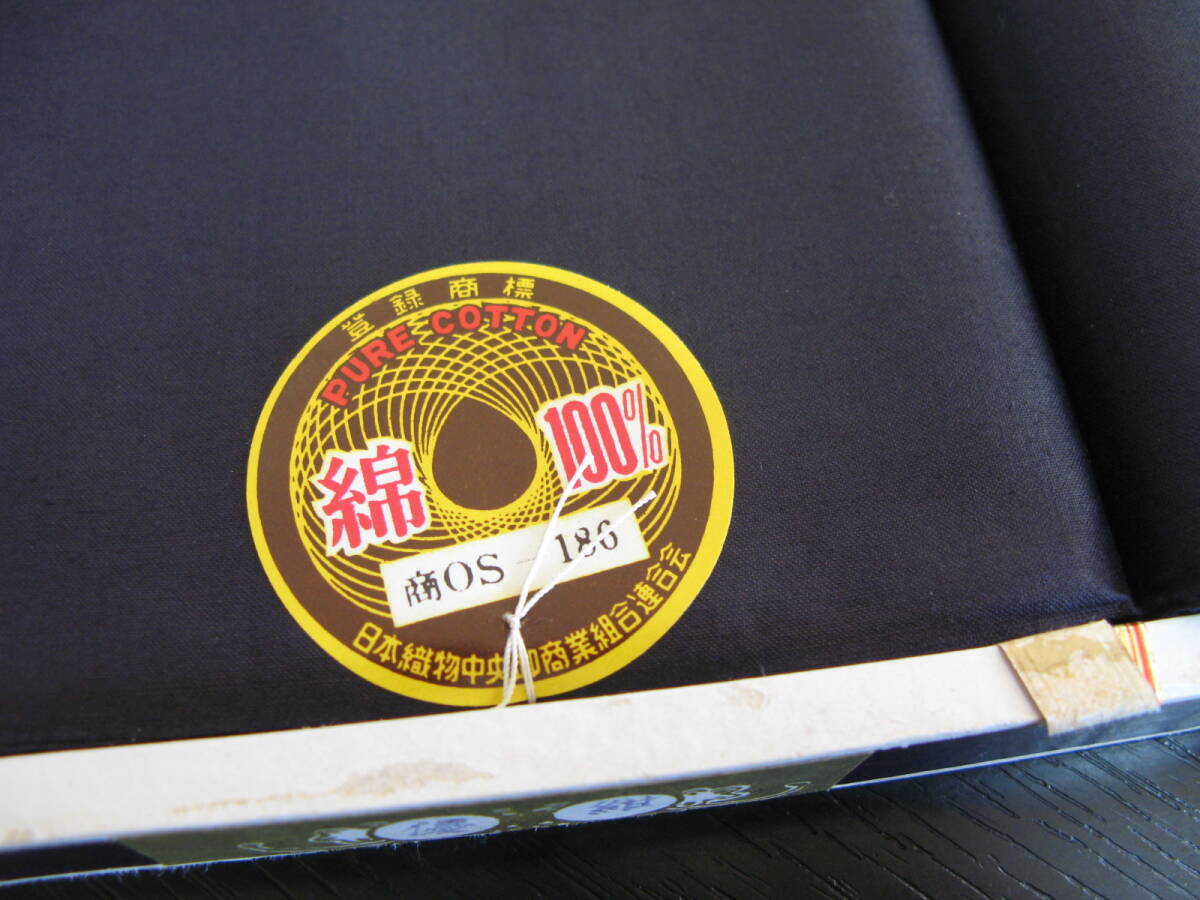 登録商標
PURE COTTON
綿
100%
商OS-186
日本織物中央卸商業組合連合会